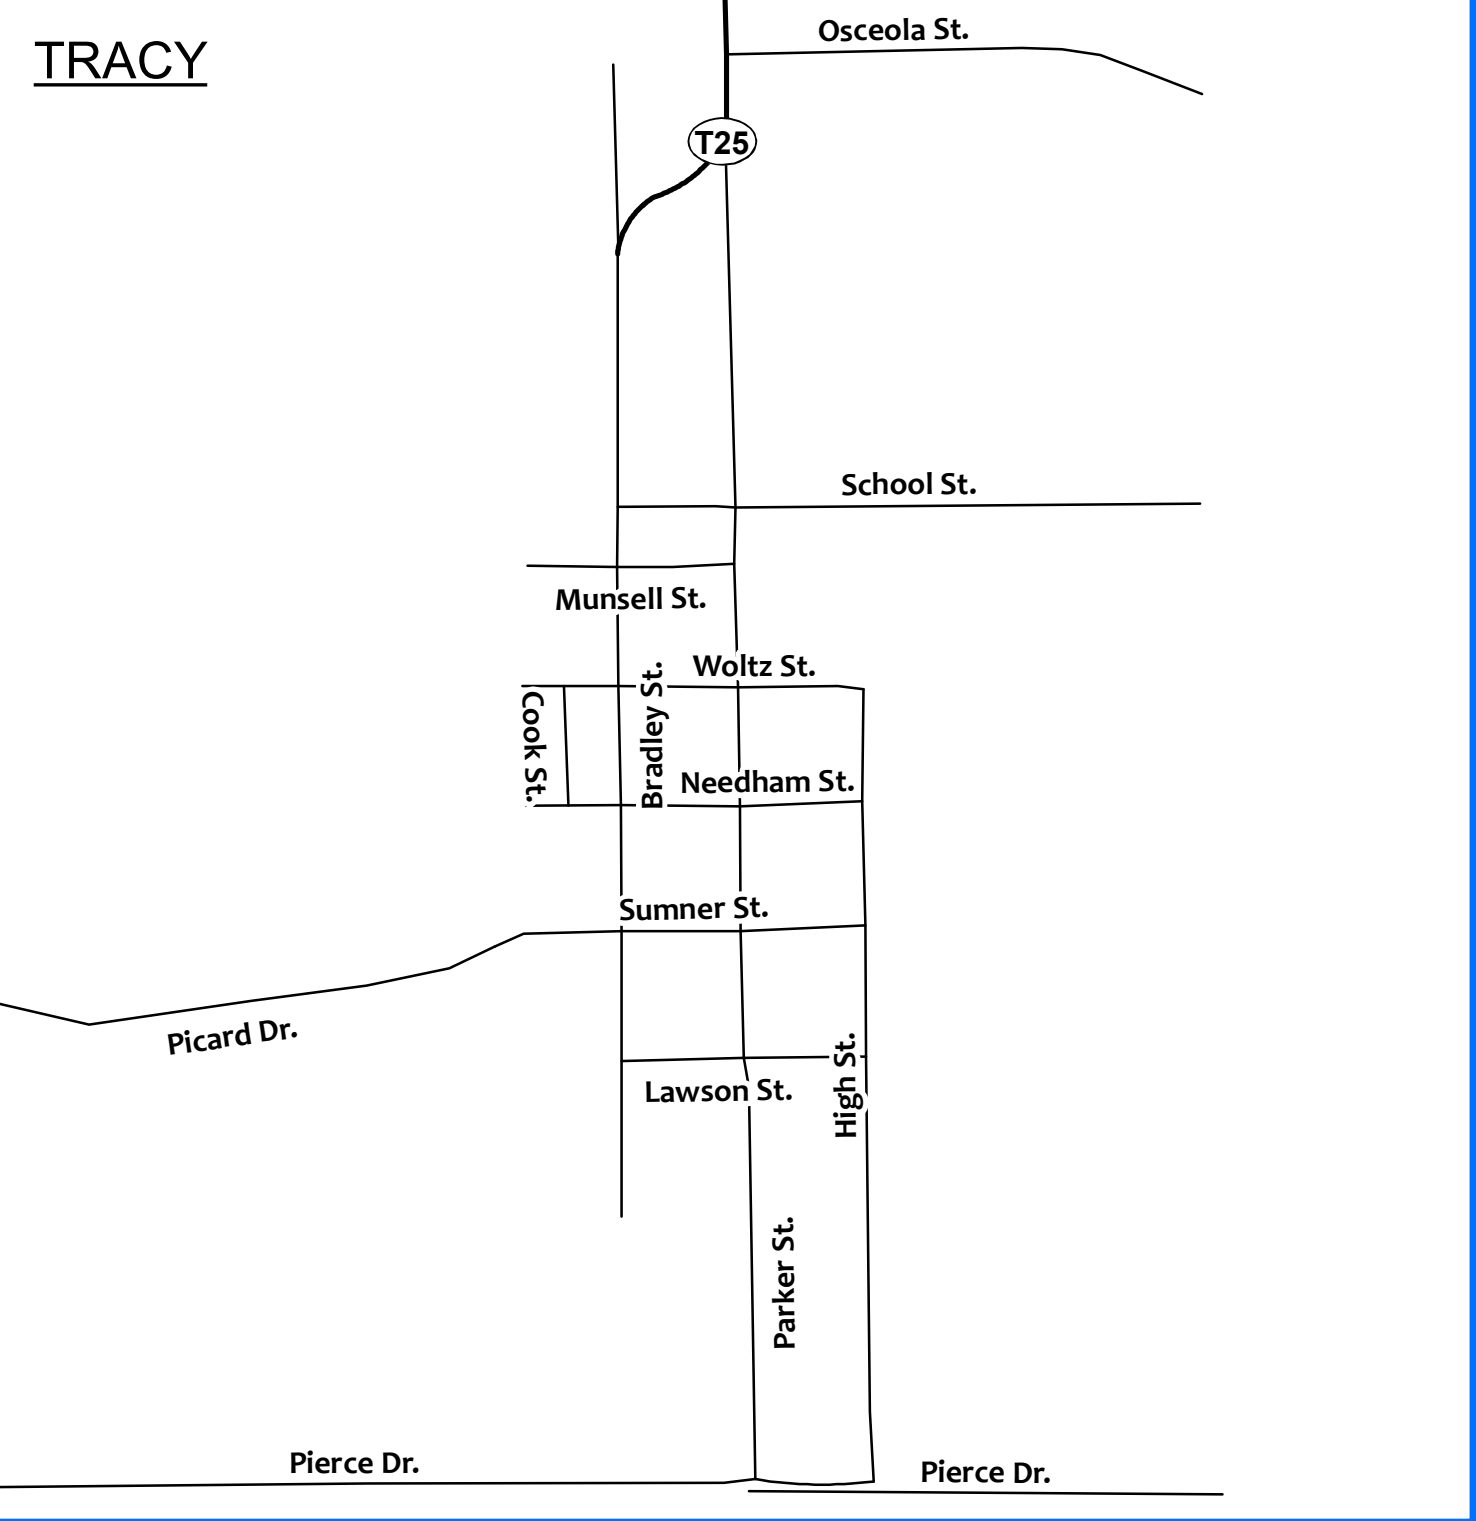 Osceola St.
TRACY
T25
School St.
Munsell St.
Woltz St.
Cook St.
Bradley St.
Needham St.
Sumner St.
Picard Dr.
High St.
Lawson St.
Parker St.
Pierce Dr.
Pierce Dr.